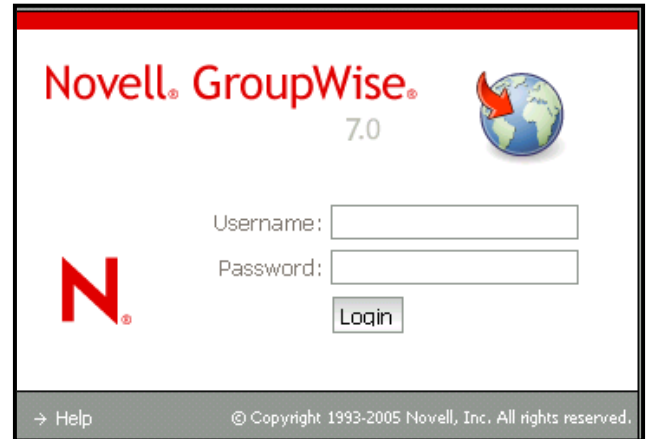 Novell® GroupWise®
7.0
Username:
Password:
N®
Login
→ Help
© Copyright 1993-2005 Novell, Inc. All rights reserved.